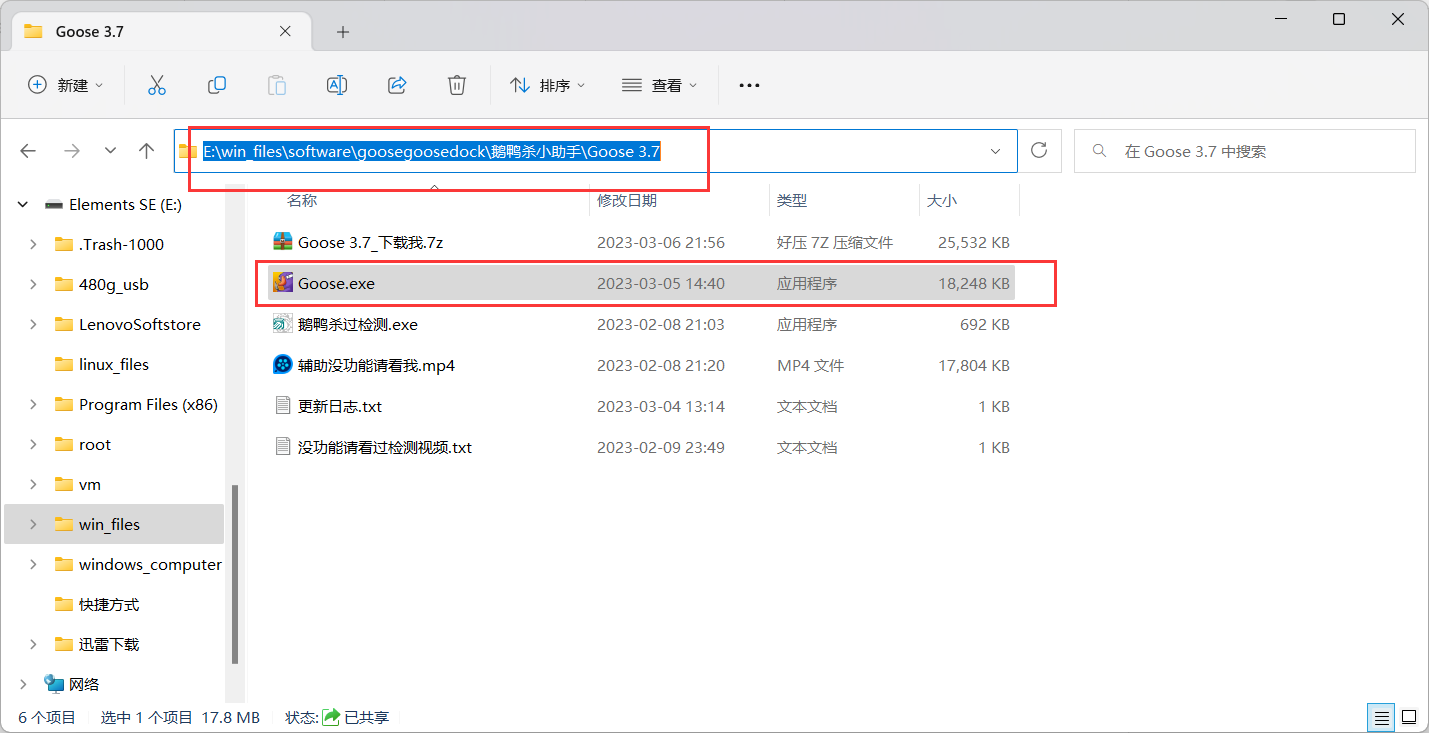 Goose 3.7
新建
排序
查看
E:\win_files\software\goosegoosedock\鹅鸭杀小助手\Goose 3.7
在 Goose 3.7 中搜索
Elements SE (E:)
.Trash-1000
480g_usb
LenovoSoftstore
linux_files
Program Files (x86)
root
vm
win_files
windows_computer
快捷方式
迅雷下载
网络
名称 修改日期 类型 大小
Goose 3.7_下载我.7z 2023-03-06 21:56 好压 7Z 压缩文件 25,532 KB
Goose.exe 2023-03-05 14:40 应用程序 18,248 KB
鹅鸭杀过检测.exe 2023-02-08 21:03 应用程序 692 KB
辅助没功能请看我.mp4 2023-02-08 21:20 MP4 文件 17,804 KB
更新日志.txt 2023-03-04 13:14 文本文档 1 KB
没功能请看过检测视频.txt 2023-02-09 23:49 文本文档 1 KB
6 个项目 选中 1 个项目 17.8 MB 状态: 已共享